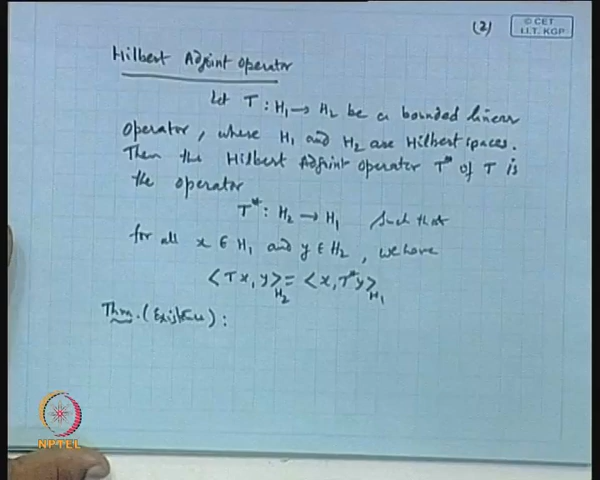 (2)
© CET
I.I.T. KGP
Hilbert Adjoint Operator
Let T : H₁ → H₂ be a bounded linear
operator, where H₁ and H₂ are Hilbert spaces.
Then the Hilbert Adjoint operator T* of T is
the operator
T* : H₂ → H₁ such that
for all x ∈ H₁ and y ∈ H₂, we have
⟨Tx, y⟩_H₂ = ⟨x, T*y⟩_H₁
Thm. (Existence) :
NPTEL